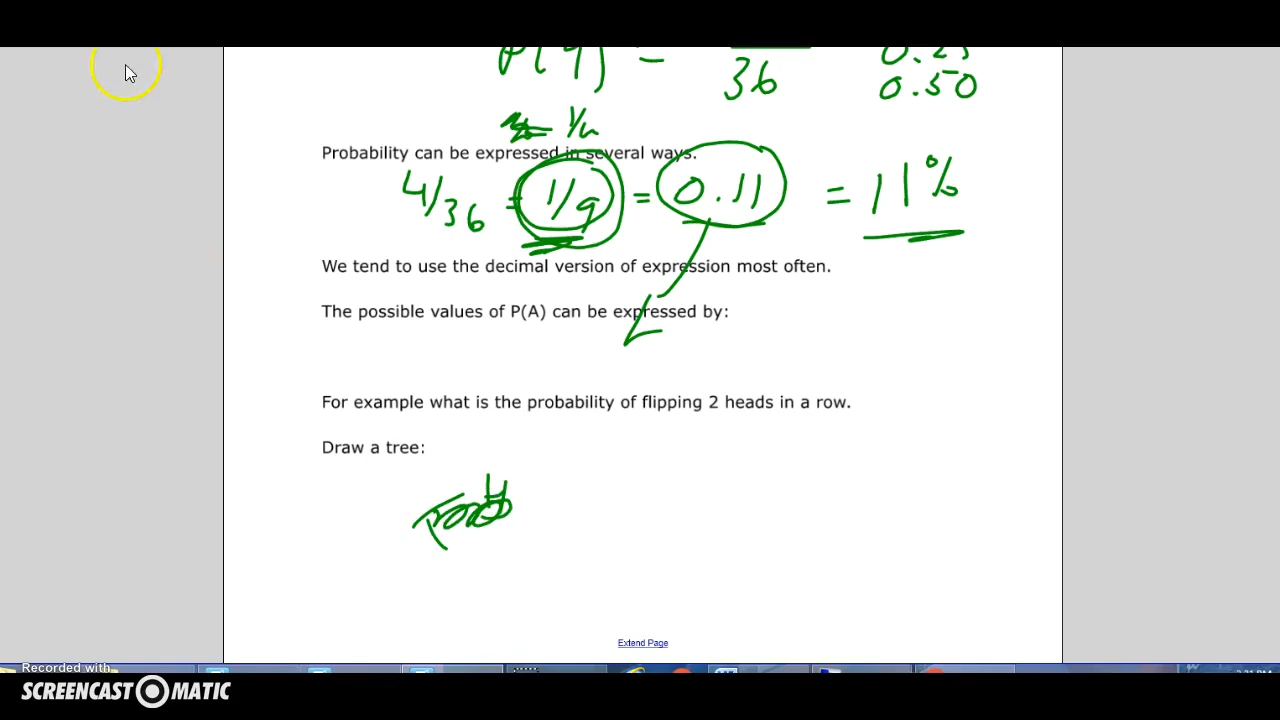 P(9) = 36
0.50
1/4
Probability can be expressed in several ways.
4/36 = 1/9 = 0.11 = 11%
We tend to use the decimal version of expression most often.
The possible values of P(A) can be expressed by:
For example what is the probability of flipping 2 heads in a row.
Draw a tree:
Extend Page
Recorded with
SCREENCAST MATIC